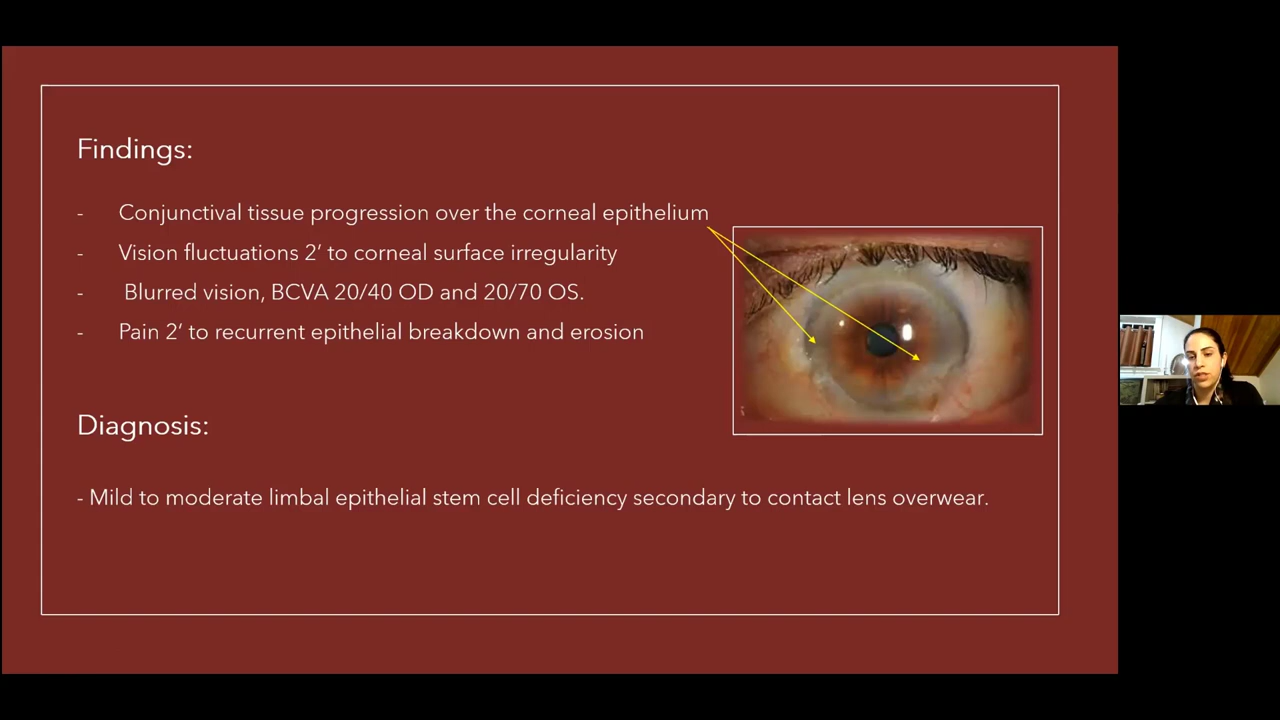 Findings:
- Conjunctival tissue progression over the corneal epithelium
- Vision fluctuations 2’ to corneal surface irregularity
- Blurred vision, BCVA 20/40 OD and 20/70 OS.
- Pain 2’ to recurrent epithelial breakdown and erosion
Diagnosis:
- Mild to moderate limbal epithelial stem cell deficiency secondary to contact lens overwear.